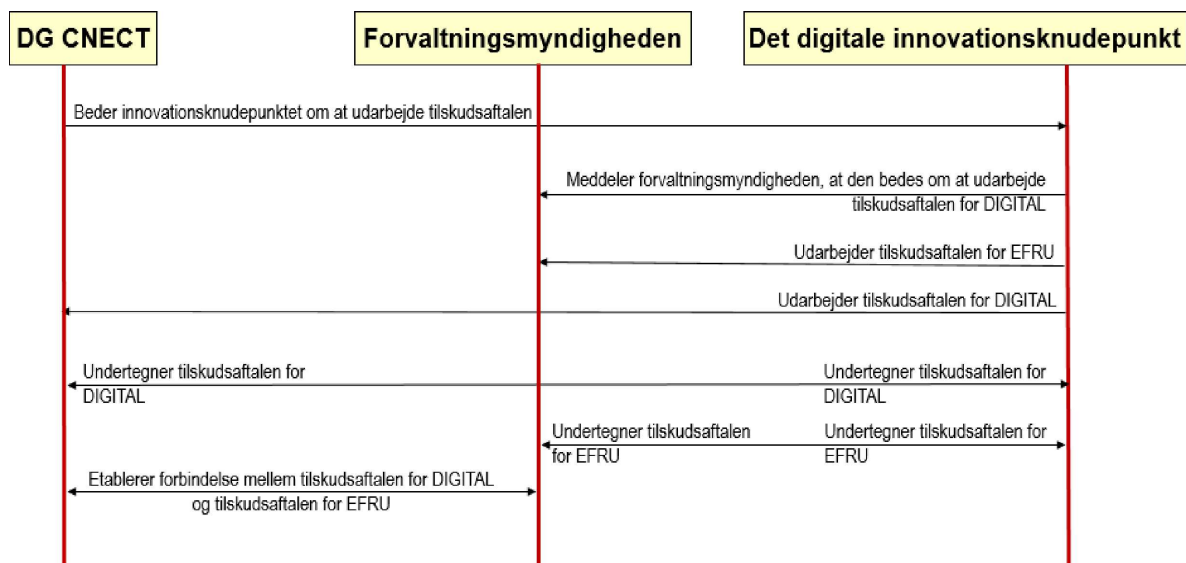 DG CNECT
Forvaltningsmyndigheden
Det digitale innovationsknudepunkt
Beder innovationsknudepunktet om at udarbejde tilskudsaftalen
Meddeler forvaltningsmyndigheden, at den bedes om at udarbejde
tilskudsaftalen for DIGITAL
Udarbejder tilskudsaftalen for EFRU
Udarbejder tilskudsaftalen for DIGITAL
Undertegner tilskudsaftalen for
DIGITAL
Undertegner tilskudsaftalen for
DIGITAL
Undertegner tilskudsaftalen
for EFRU
Undertegner tilskudsaftalen for
EFRU
Etablerer forbindelse mellem tilskudsaftalen for DIGITAL
og tilskudsaftalen for EFRU